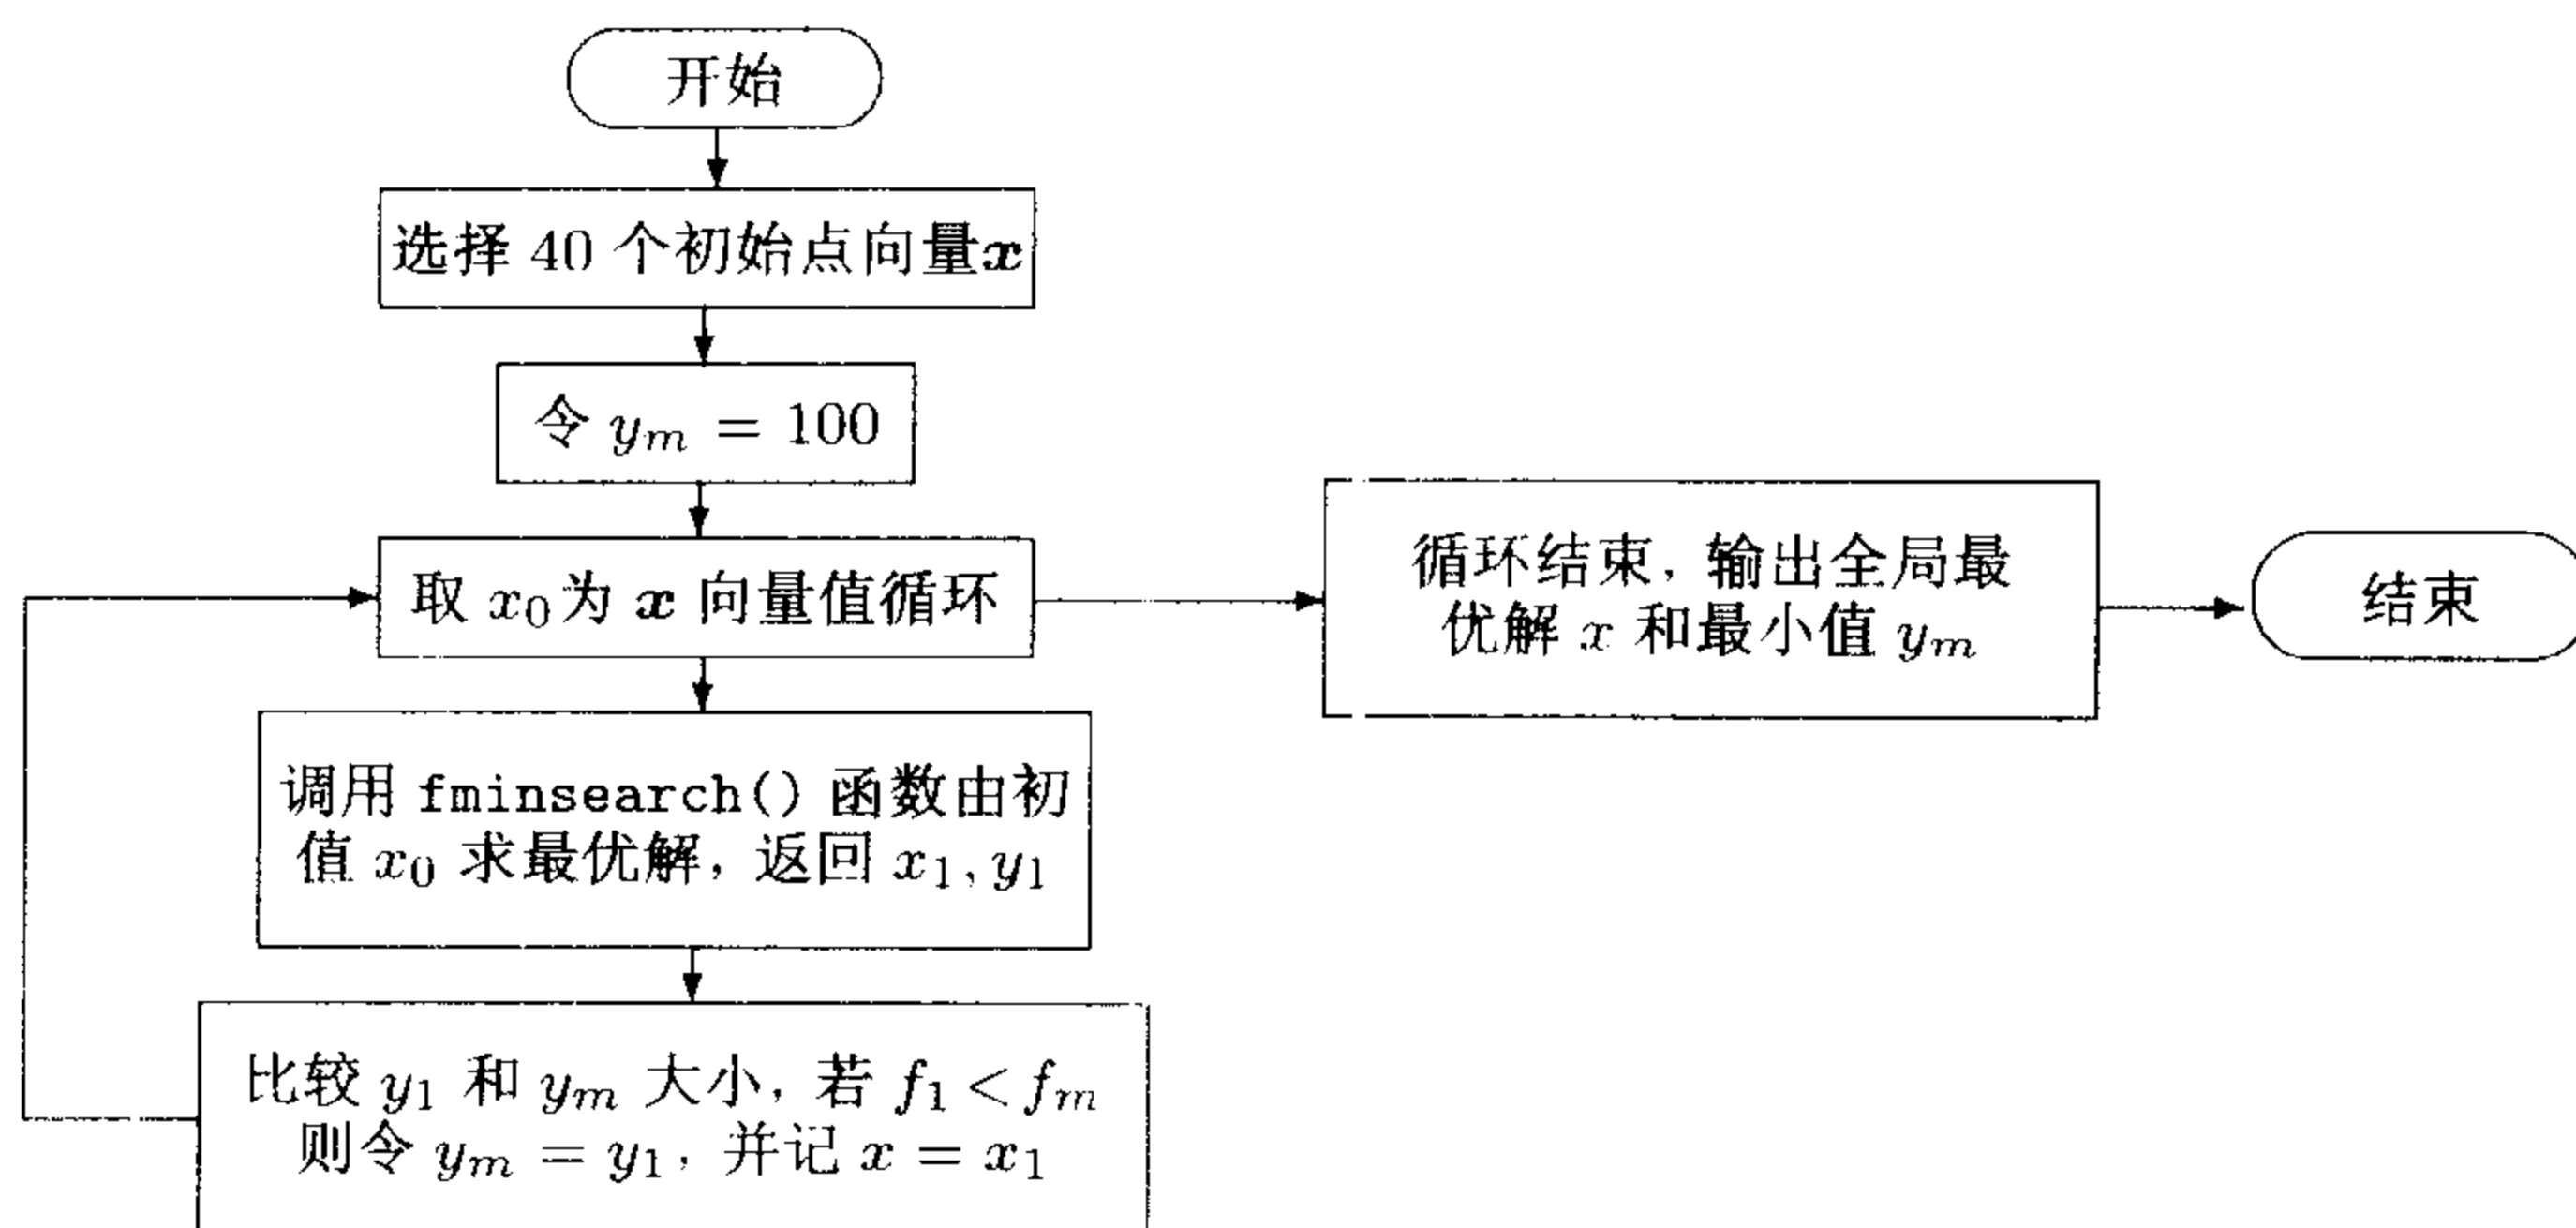 开始
选择 40 个初始点向量x
令 y_m = 100
取 x_0为 x 向量值循环
循环结束, 输出全局最
优解 x 和最小值 y_m
结束
调用 fminsearch() 函数由初
值 x_0 求最优解, 返回 x_1, y_1
比较 y_1 和 y_m 大小, 若 f_1 < f_m
则令 y_m = y_1, 并记 x = x_1